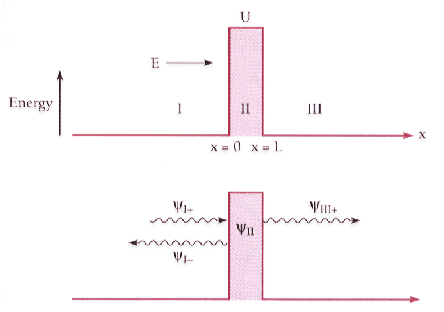 U
E
Energy
I II III
x
x = 0 x = L
ΨI+ ΨIII+
ΨII
ΨI−